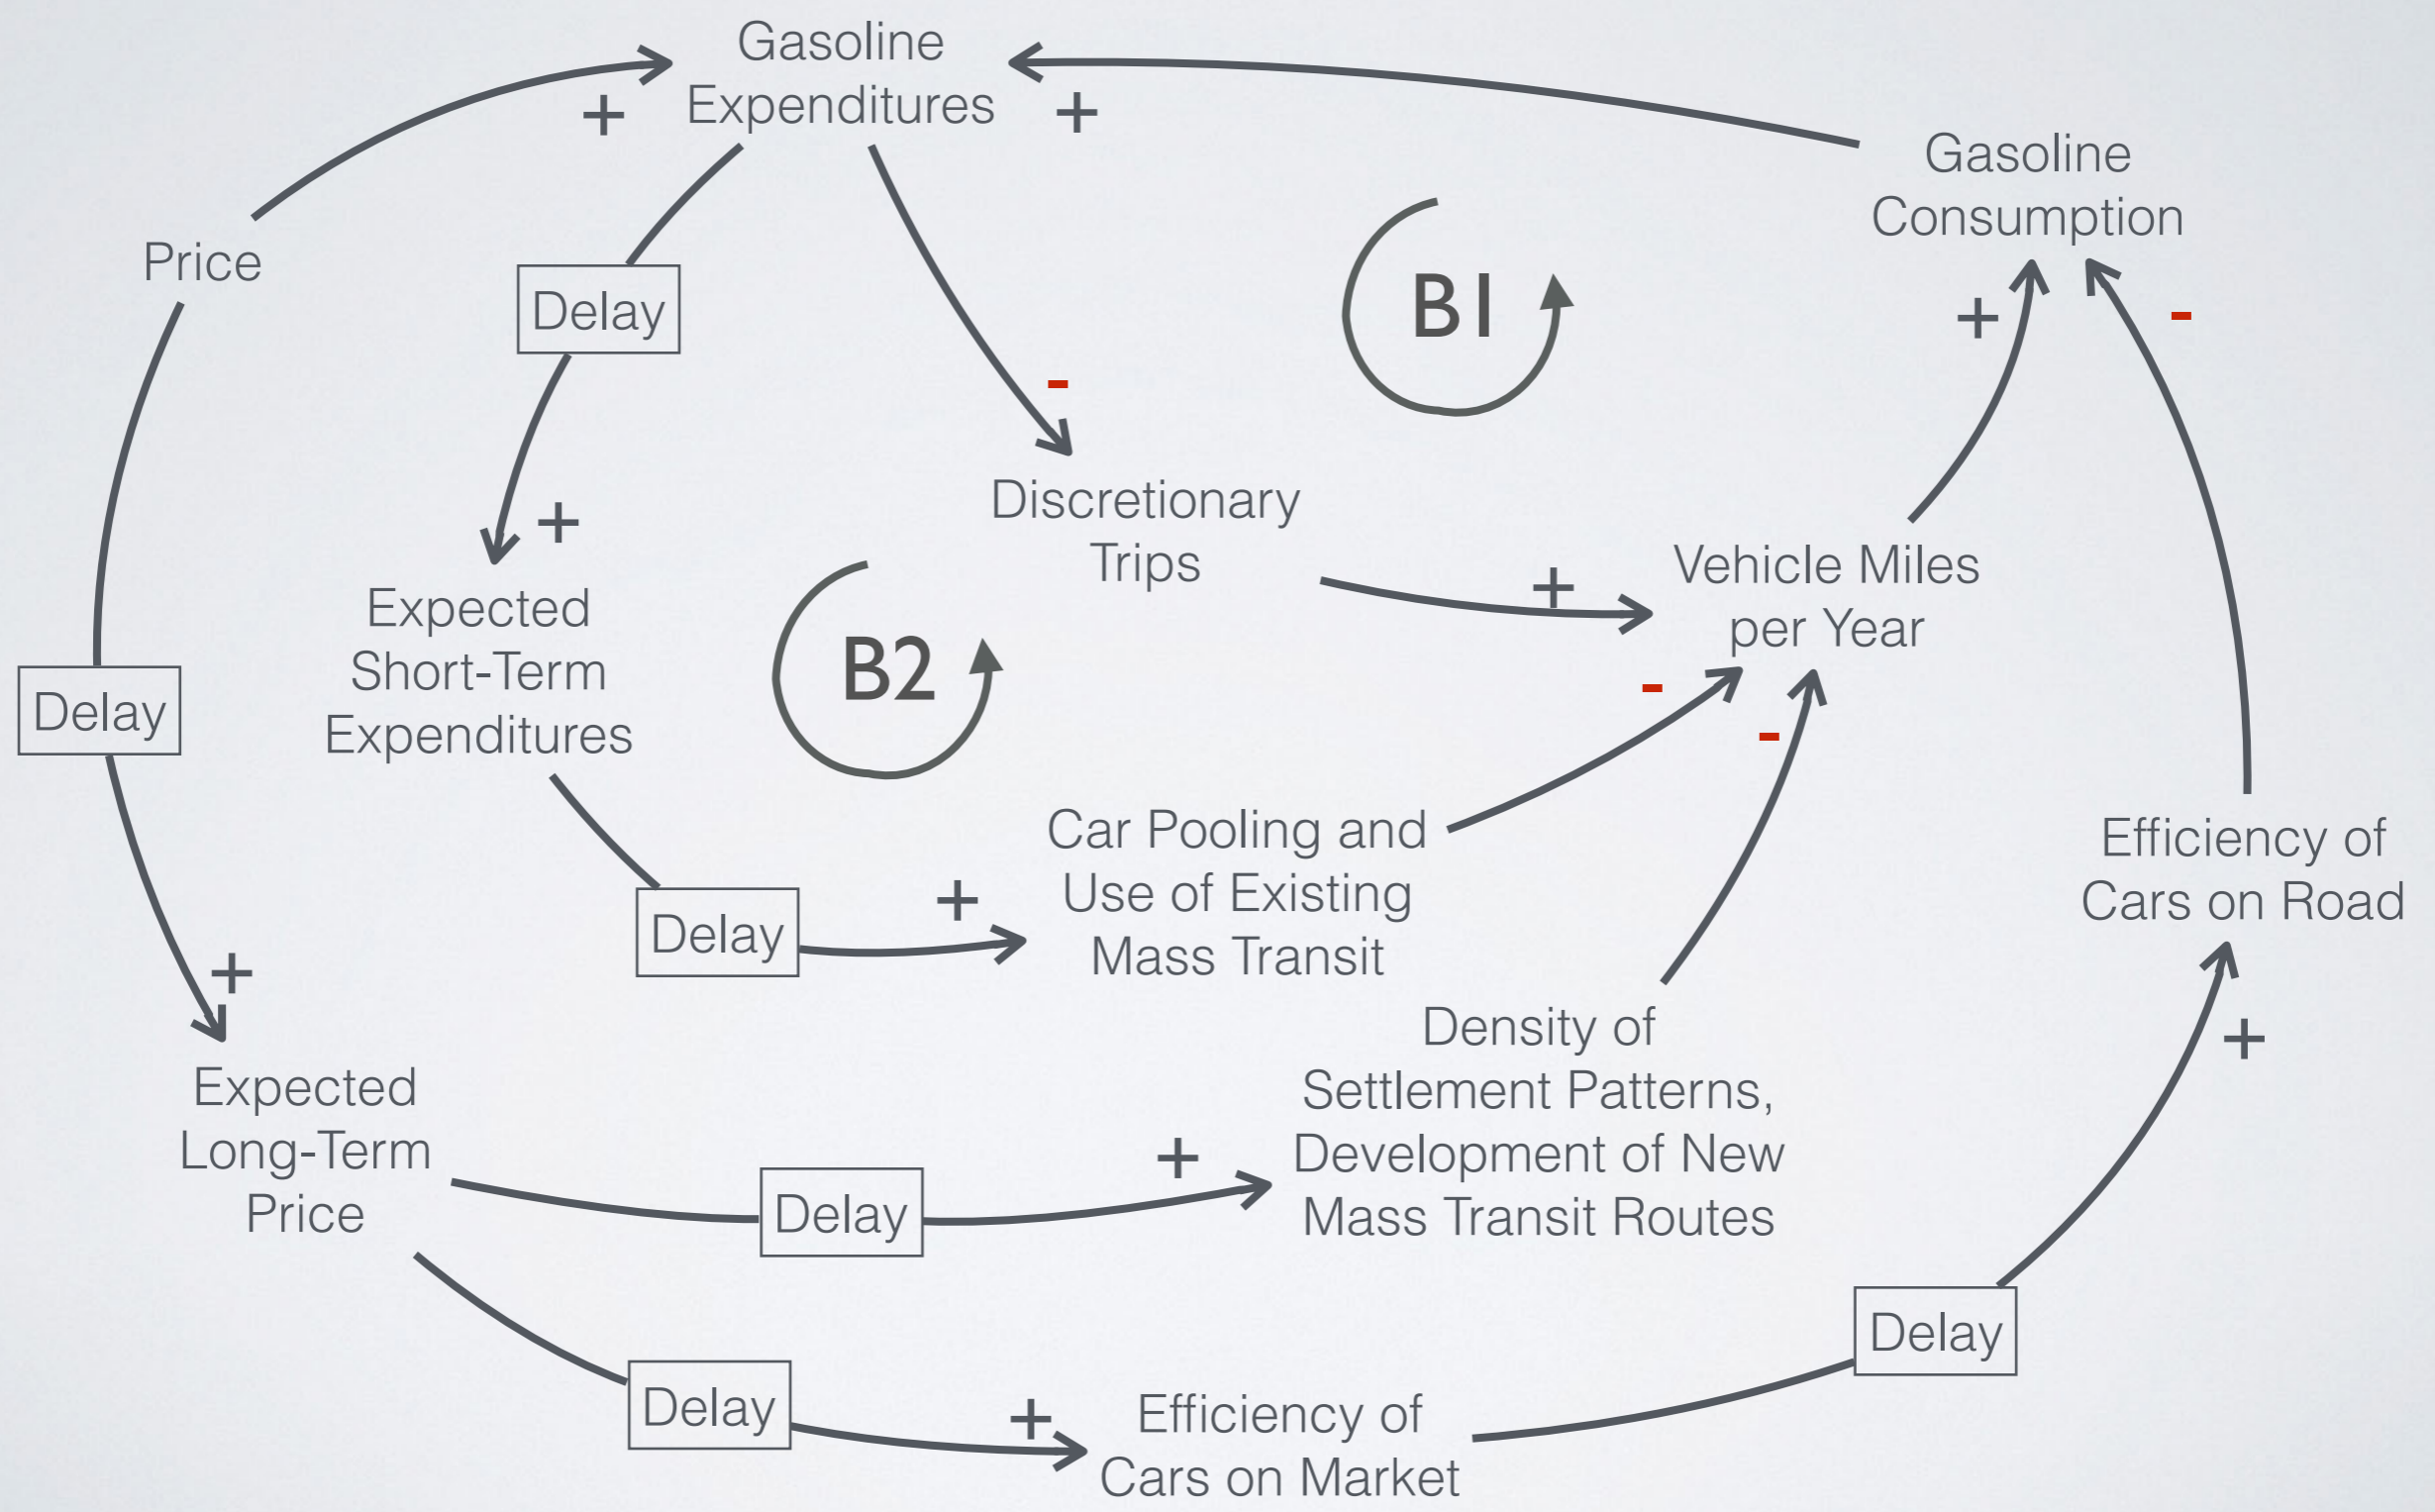 Gasoline
Expenditures
+
+
Gasoline
Consumption
Price
Delay
B1
+
-
-
Discretionary
Trips
+
Expected
Short-Term
Expenditures
B2
+
Vehicle Miles
per Year
Delay
-
-
Car Pooling and
Use of Existing
Mass Transit
Efficiency of
Cars on Road
Delay
+
+
Expected
Long-Term
Price
Density of
Settlement Patterns,
Development of New
Mass Transit Routes
+
+
Delay
Delay
Delay
+
Efficiency of
Cars on Market